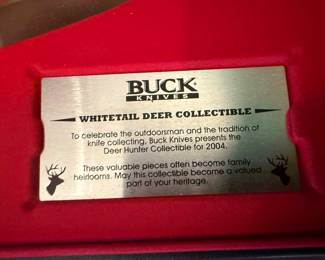 BUCK
KNIVES
WHITETAIL DEER COLLECTIBLE
To celebrate the outdoorsman and the tradition of
knife collecting, Buck Knives presents the
Deer Hunter Collectible for 2004.
These valuable pieces often become family
heirlooms. May this collectible become a valued
part of your heritage.